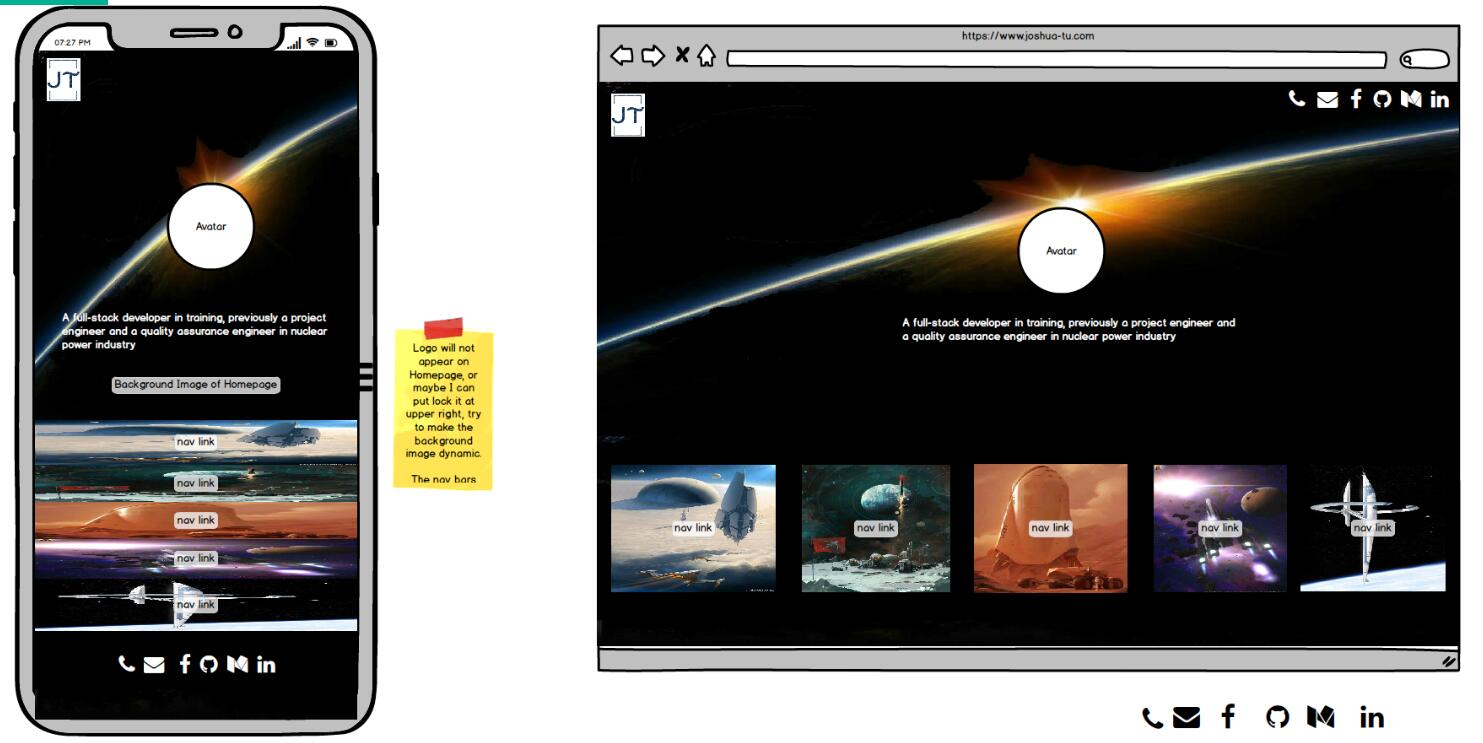 07:27 PM
JT
Avatar
A full-stack developer in training, previously a project
engineer and a quality assurance engineer in nuclear
power industry
Background Image of Homepage
nav link
nav link
nav link
nav link
nav link
Logo will not
appear on
Homepage, or
maybe I can
put lock it at
upper right, try
to make the
background
image dynamic.
The nav bars
https://www.joshua-tu.com
JT
Avatar
A full-stack developer in training, previously a project engineer and
a quality assurance engineer in nuclear power industry
nav link
nav link
nav link
nav link
nav link